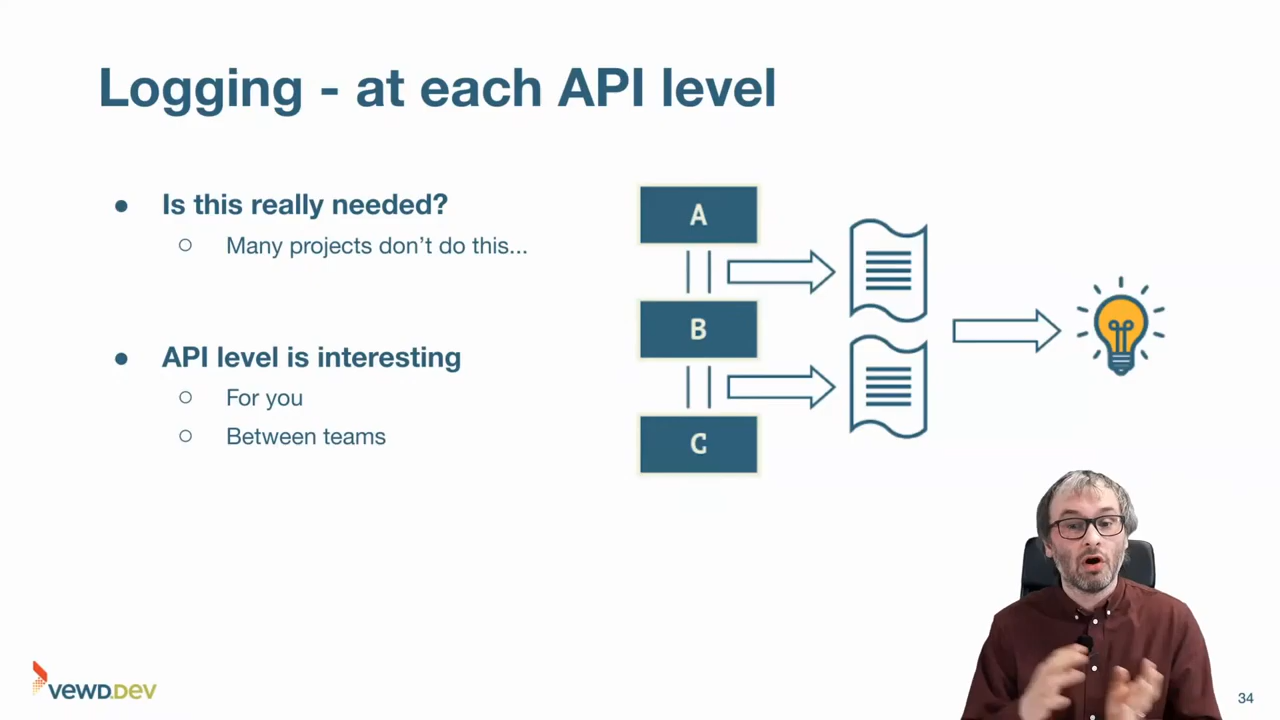 Logging - at each API level
● Is this really needed?
○ Many projects don’t do this...
● API level is interesting
○ For you
○ Between teams
A
B
C
VEWD.DEV
34